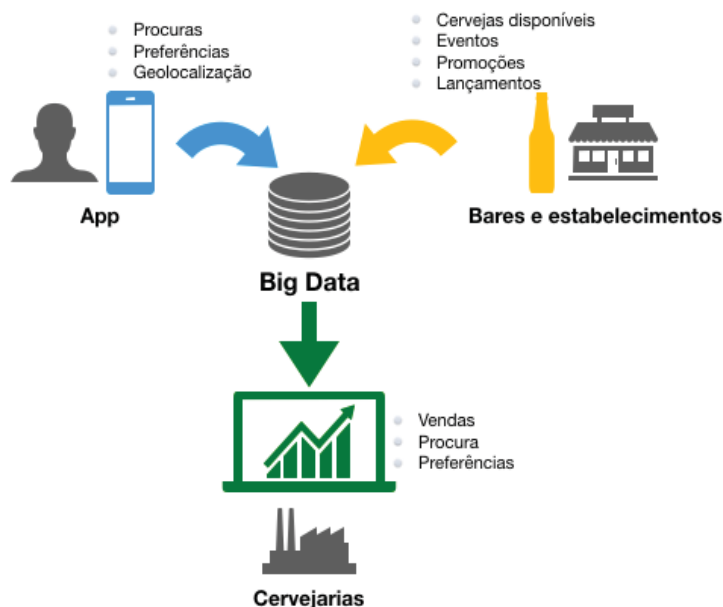 Procuras
Preferências
Geolocalização
Cervejas disponíveis
Eventos
Promoções
Lançamentos
App
Bares e estabelecimentos
Big Data
Vendas
Procura
Preferências
Cervejarias